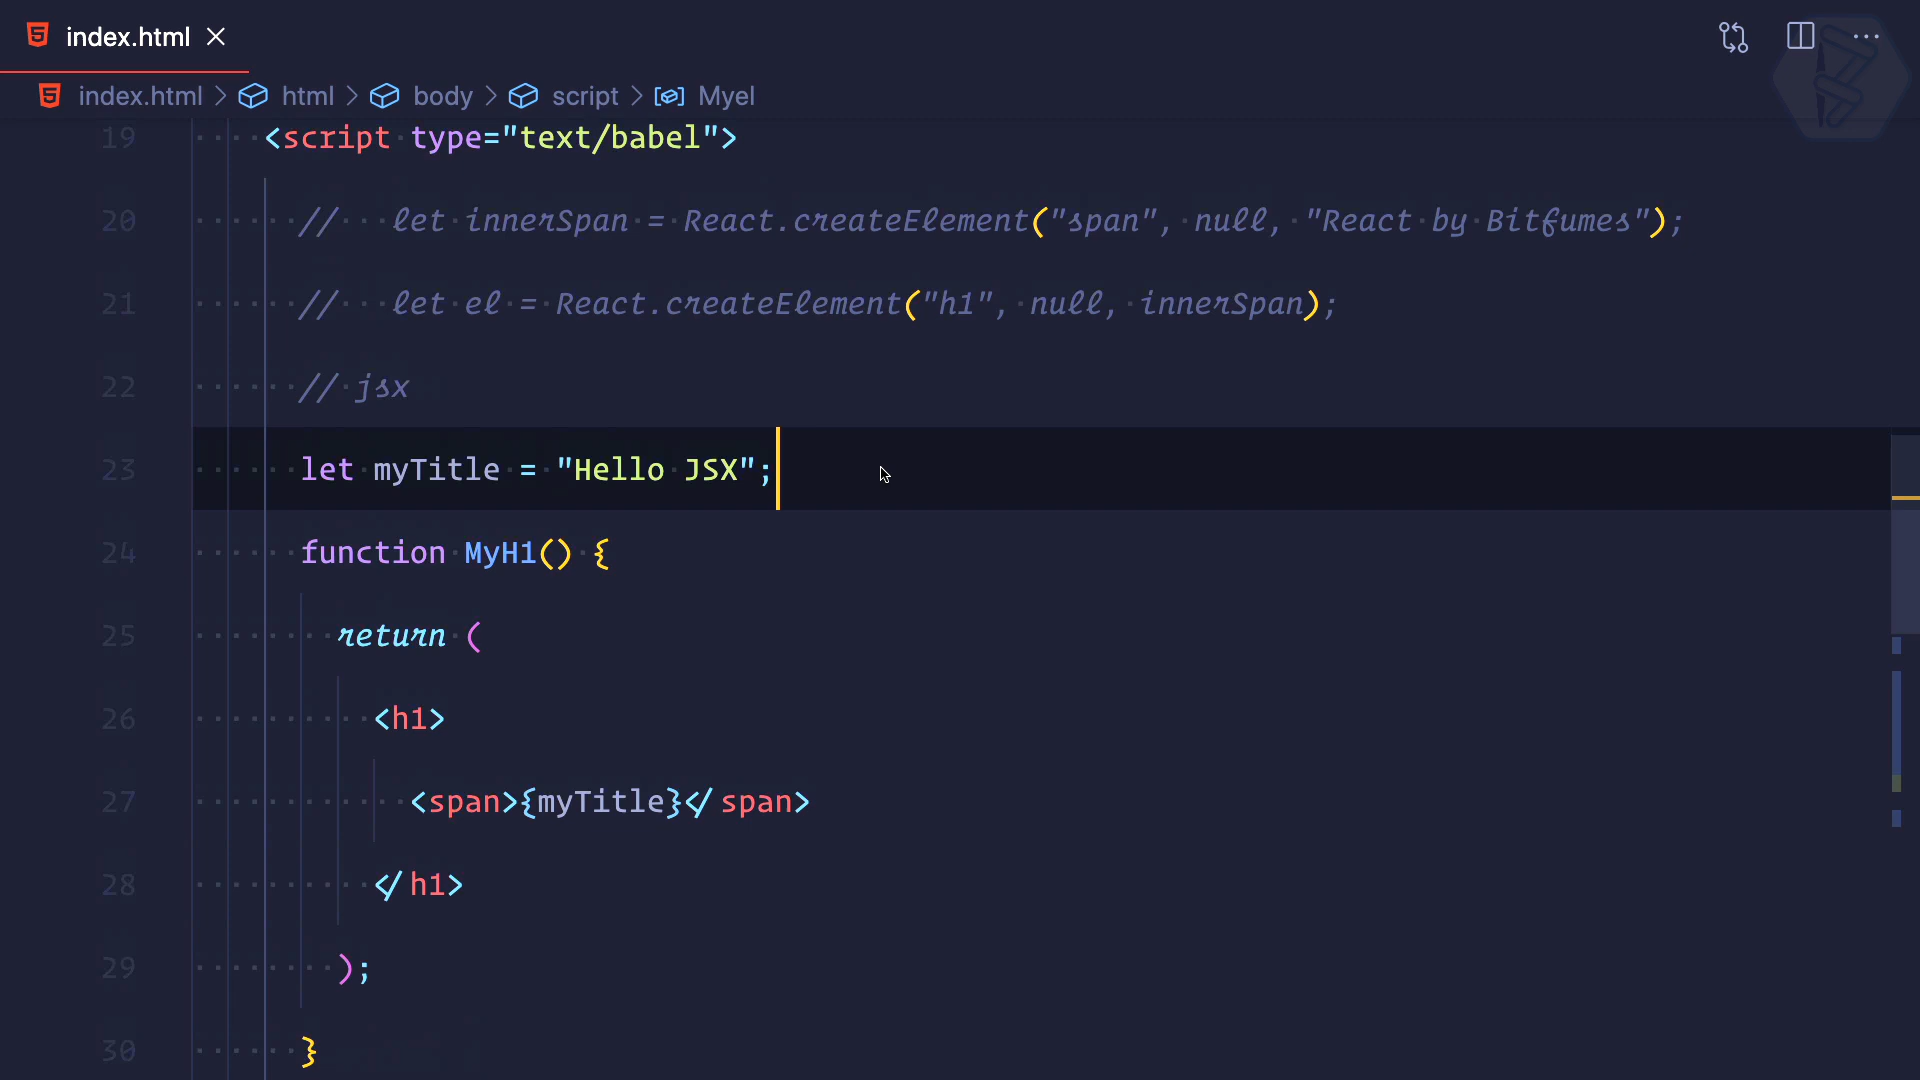 index.html
index.html > html > body > script > Myel
19 <script type="text/babel">
20 // let innerSpan = React.createElement("span", null, "React by Bitfumes");
21 // let el = React.createElement("h1", null, innerSpan);
22 // jsx
23 let myTitle = "Hello JSX";
24 function MyH1() {
25 return (
26 <h1>
27 <span>{myTitle}</span>
28 </h1>
29 );
30 }